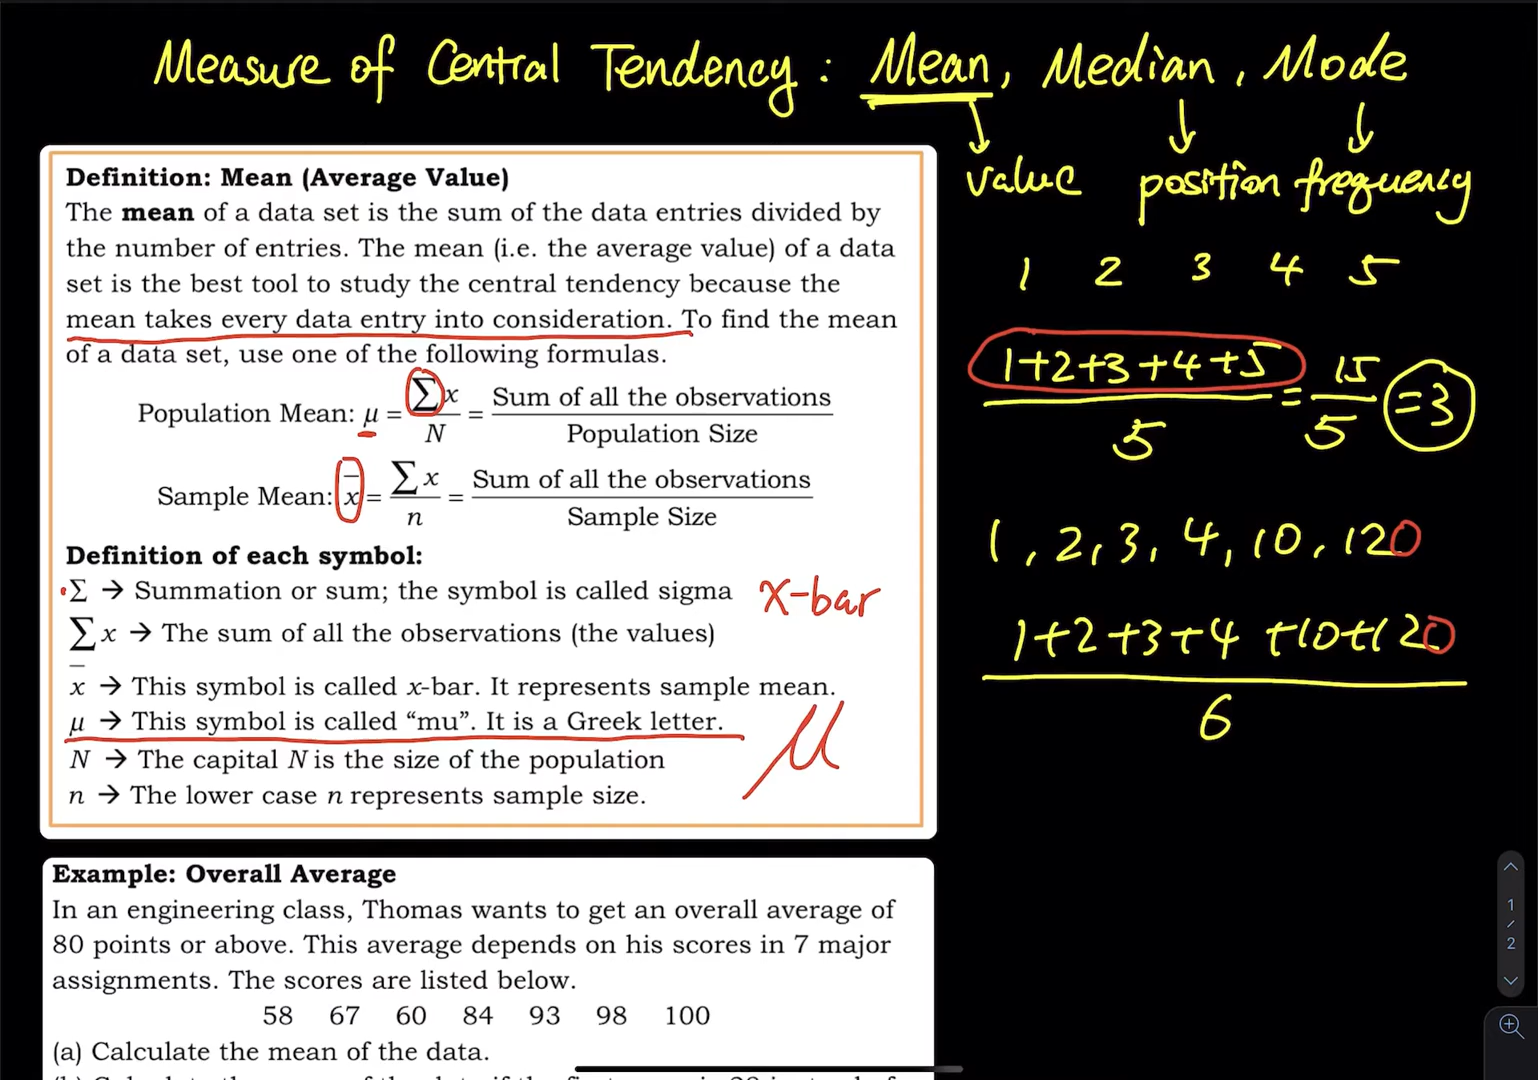 Measure of Central Tendency : Mean, Median, Mode
value position frequency
Definition: Mean (Average Value)
The mean of a data set is the sum of the data entries divided by
the number of entries. The mean (i.e. the average value) of a data
set is the best tool to study the central tendency because the
mean takes every data entry into consideration. To find the mean
of a data set, use one of the following formulas.
Population Mean: μ = ∑x / N = Sum of all the observations / Population Size
Sample Mean: x̄ = ∑x / n = Sum of all the observations / Sample Size
Definition of each symbol:
Σ → Summation or sum; the symbol is called sigma
∑x → The sum of all the observations (the values)
x̄ → This symbol is called x-bar. It represents sample mean.
μ → This symbol is called “mu”. It is a Greek letter.
N → The capital N is the size of the population
n → The lower case n represents sample size.
x-bar
μ
1 2 3 4 5
1+2+3+4+5 / 5 = 15 / 5 = 3
1, 2, 3, 4, 10, 120
1+2+3+4+10+120
6
Example: Overall Average
In an engineering class, Thomas wants to get an overall average of
80 points or above. This average depends on his scores in 7 major
assignments. The scores are listed below.
58 67 60 84 93 98 100
(a) Calculate the mean of the data.
1
/
2